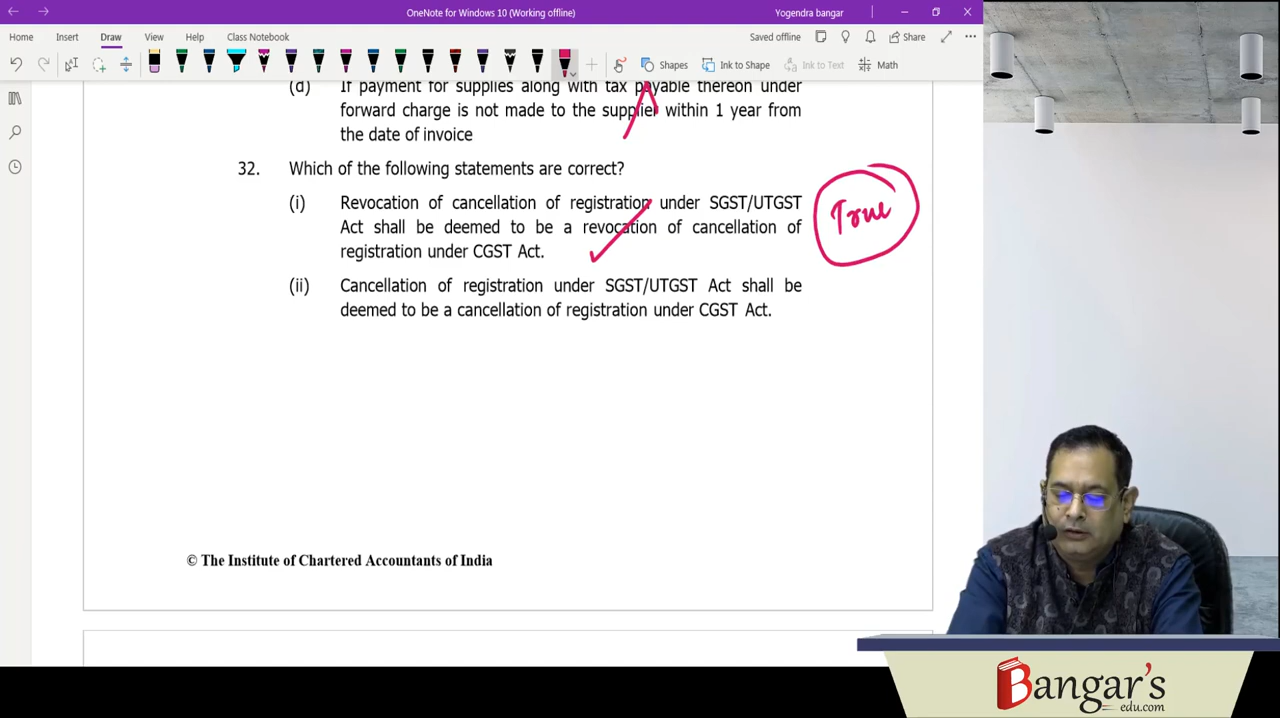 OneNote for Windows 10 (Working offline)
Yogendra bangar
Home
Insert
Draw
View
Help
Class Notebook
Saved offline
Share
Shapes
Ink to Shape
Ink to Text
Math
(d) If payment for supplies along with tax payable thereon under
forward charge is not made to the supplier within 1 year from
the date of invoice
32. Which of the following statements are correct?
(i) Revocation of cancellation of registration under SGST/UTGST
Act shall be deemed to be a revocation of cancellation of
registration under CGST Act.
True
(ii) Cancellation of registration under SGST/UTGST Act shall be
deemed to be a cancellation of registration under CGST Act.
© The Institute of Chartered Accountants of India
Bangar's
edu.com